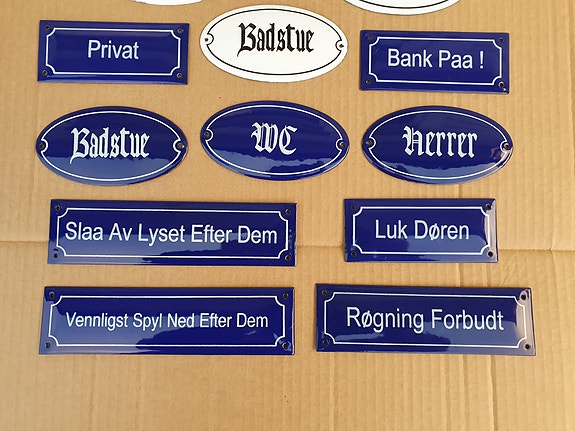 Privat
Badstue
Bank Paa !
Badstue
WC
Herrer
Slaa Av Lyset Efter Dem
Luk Døren
Vennligst Spyl Ned Efter Dem
Røgning Forbudt